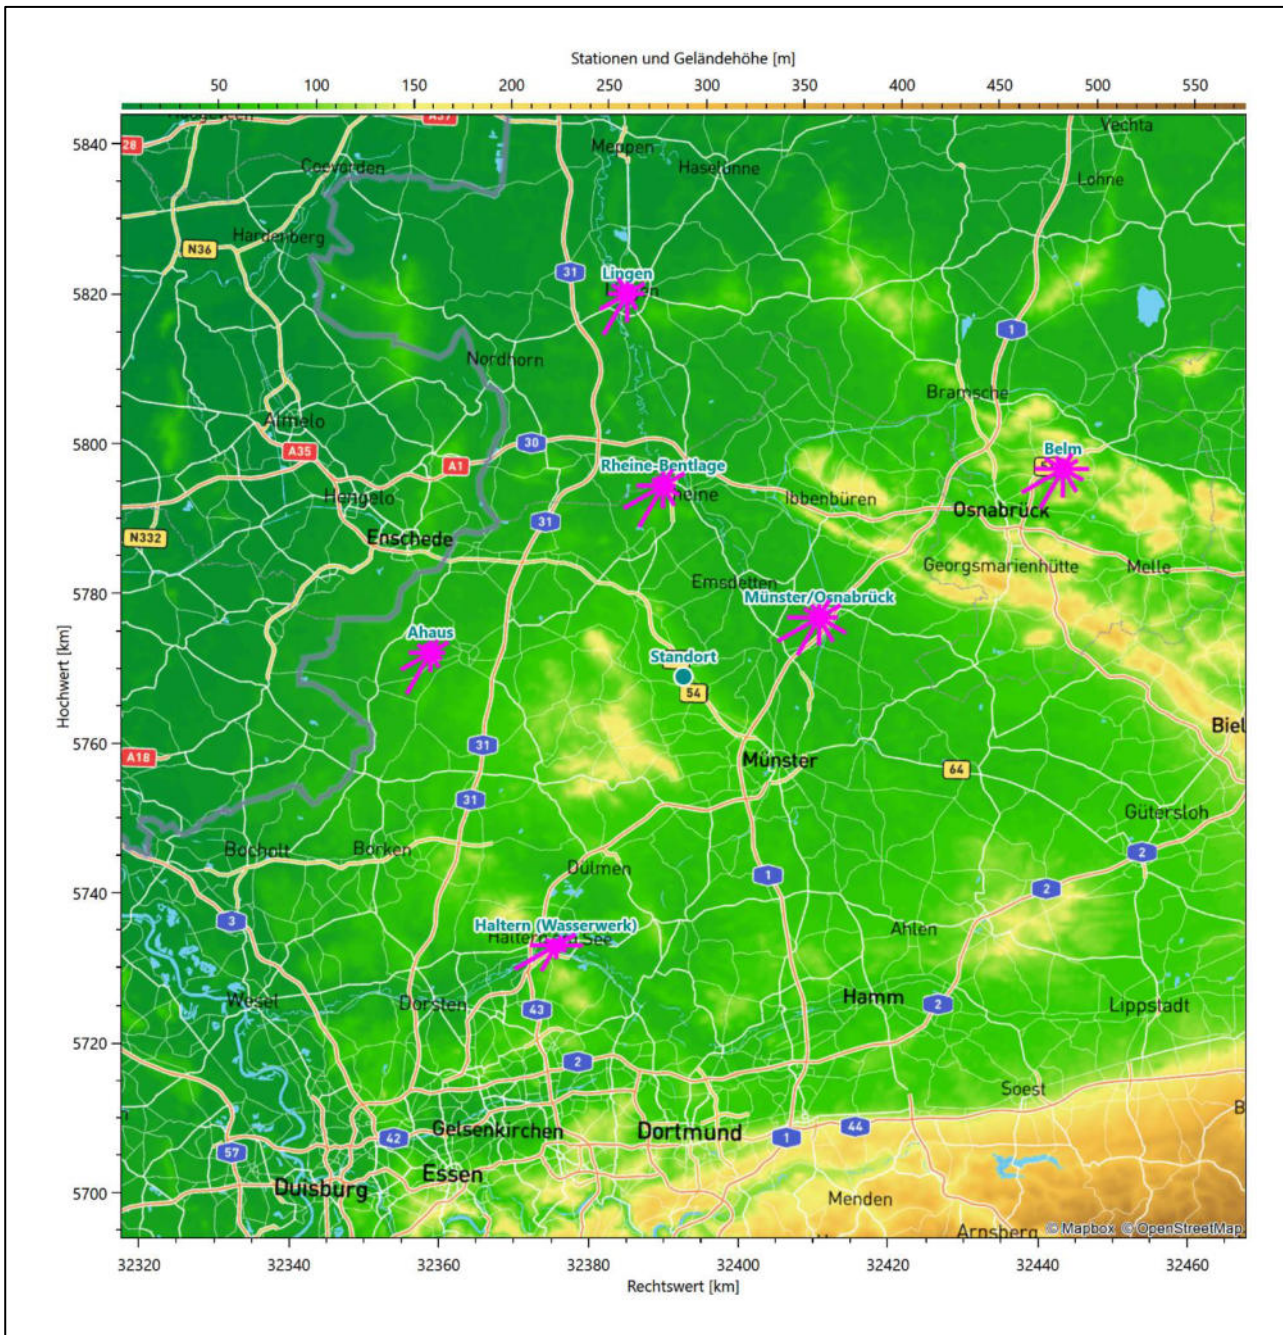 Stationen und Geländehöhe [m]
50 100 150 200 250 300 350 400 450 500 550
A37
Vechta
5840
28
Meppen
Coevorden
Haselünne
Lohne
N36
Hardenberg
31
Lingen
5820
1
Nordhorn
Bramsche
Almelo
5800
30
A35
A1
Belm
Rheine-Bentlage
Hengelo
Ibbenbüren
Osnabrück
31
N332
Enschede
Georgsmarienhütte
Melle
Emsdetten
5780
Münster/Osnabrück
Ahaus
Standort
54
Hochwert [km]
5760
31
Biel
A18
Münster
64
31
Gütersloh
Bocholt
Borken
2
Dülmen
5740
1
2
3
Haltern (Wasserwerk)
Ahlen
Wesel
Dorsten
Hamm
2
Lippstadt
43
5720
2
Soest
B
Gelsenkirchen
Dortmund
42
1
44
57
Essen
Duisburg
5700
Menden
Arnsberg
© Mapbox © OpenStreetMap
32320 32340 32360 32380 32400 32420 32440 32460
Rechtswert [km]